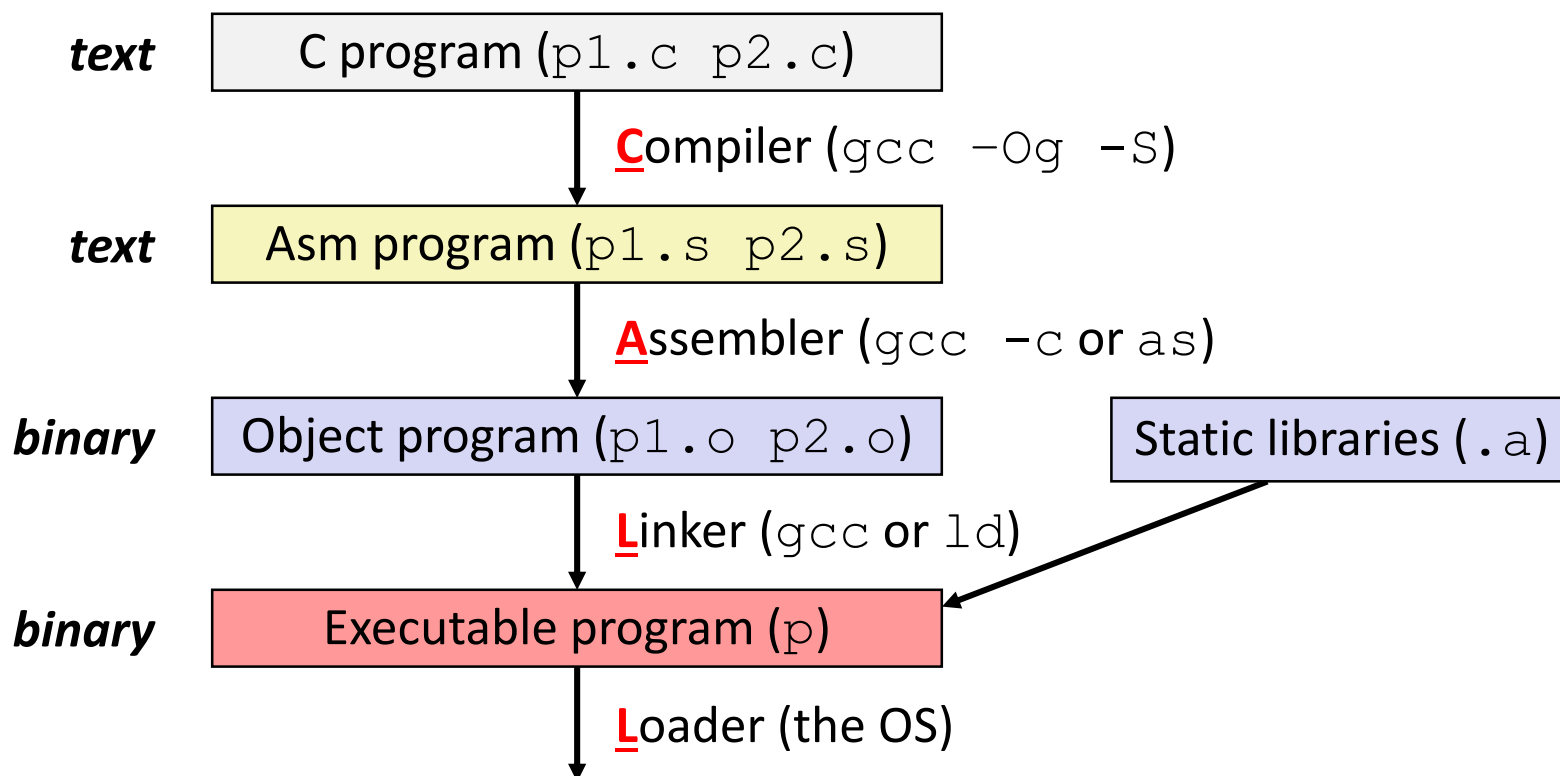 text
C program (p1.c p2.c)
Compiler (gcc –Og -S)
text
Asm program (p1.s p2.s)
Assembler (gcc -c or as)
binary
Object program (p1.o p2.o)
Static libraries (.a)
Linker (gcc or ld)
binary
Executable program (p)
Loader (the OS)